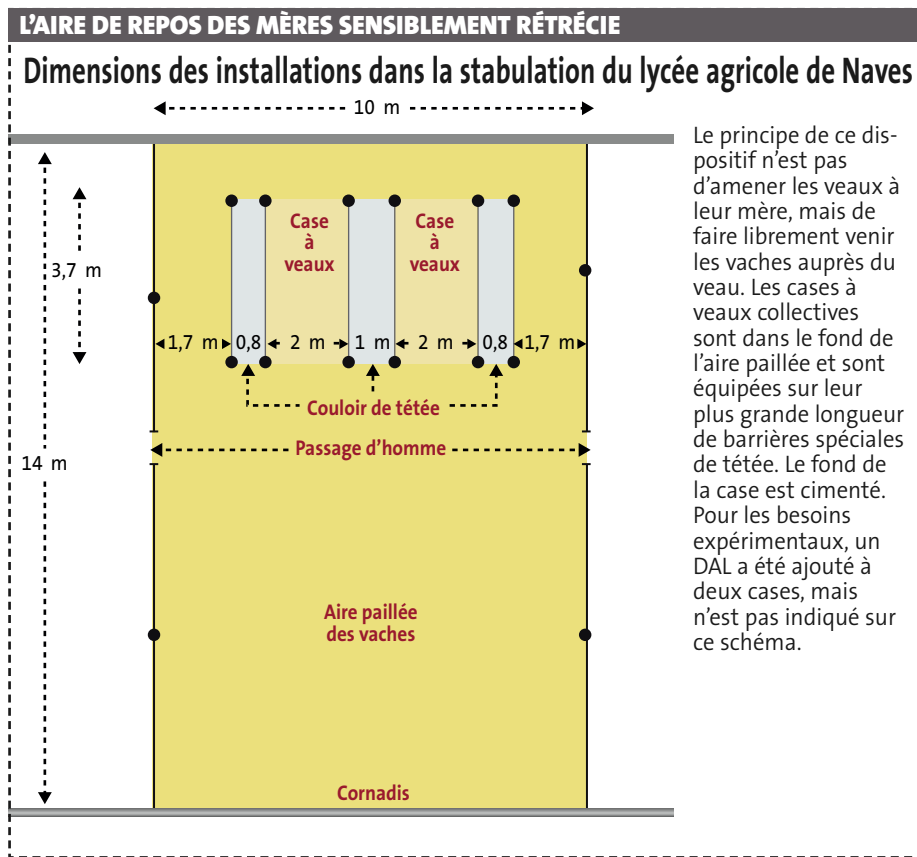 L'AIRE DE REPOS DES MÈRES SENSIBLEMENT RÉTRÉCIE
Dimensions des installations dans la stabulation du lycée agricole de Naves
10 m
Case
à
veaux
Case
à
veaux
3,7 m
1,7 m 0,8 2 m 1 m 2 m 0,8 1,7 m
Couloir de tétée
Passage d'homme
14 m
Aire paillée
des vaches
Cornadis
Le principe de ce dis-
positif n'est pas
d'amener les veaux à
leur mère, mais de
faire librement venir
les vaches auprès du
veau. Les cases à
veaux collectives
sont dans le fond de
l'aire paillée et sont
équipées sur leur
plus grande longueur
de barrières spéciales
de tétée. Le fond de
la case est cimenté.
Pour les besoins
expérimentaux, un
DAL a été ajouté à
deux cases, mais
n'est pas indiqué sur
ce schéma.